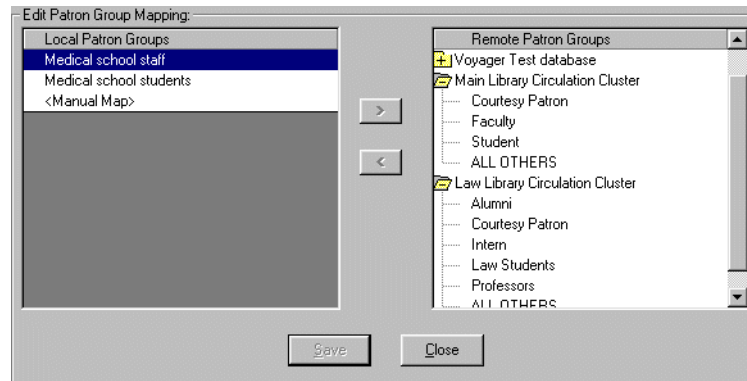 Edit Patron Group Mapping:
Local Patron Groups
Medical school staff
Medical school students
<Manual Map>
>
<
Remote Patron Groups
Voyager Test database
Main Library Circulation Cluster
Courtesy Patron
Faculty
Student
ALL OTHERS
Law Library Circulation Cluster
Alumni
Courtesy Patron
Intern
Law Students
Professors
ALL OTHERS
Save
Close